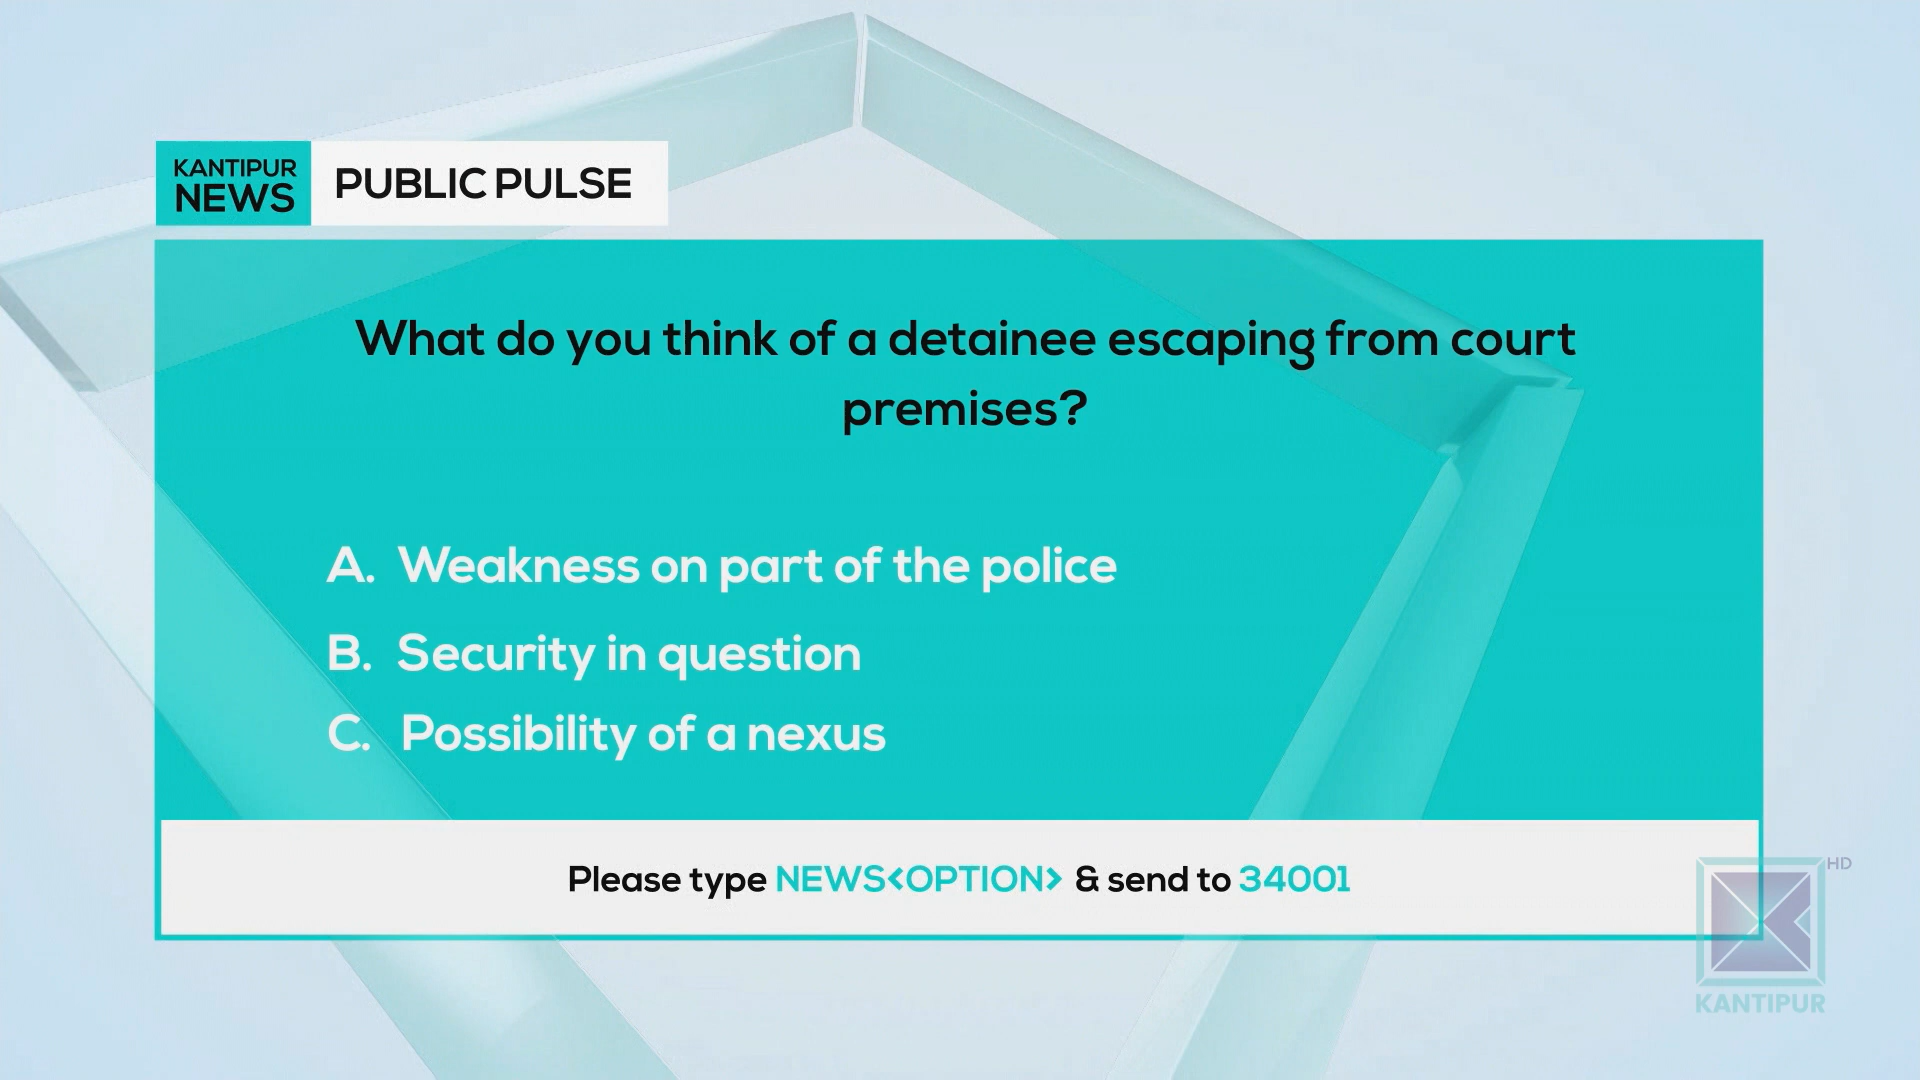 KANTIPUR
NEWS
PUBLIC PULSE
What do you think of a detainee escaping from court
premises?
A. Weakness on part of the police
B. Security in question
C. Possibility of a nexus
Please type NEWS<OPTION> & send to 34001
HD
KANTIPUR